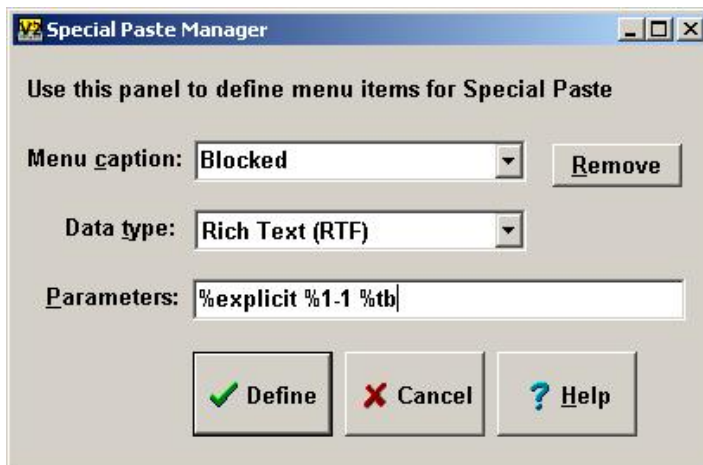 V2 Special Paste Manager
Use this panel to define menu items for Special Paste
Menu caption: Blocked Remove
Data type: Rich Text (RTF)
Parameters: %explicit %1-1 %tb
Define Cancel ? Help